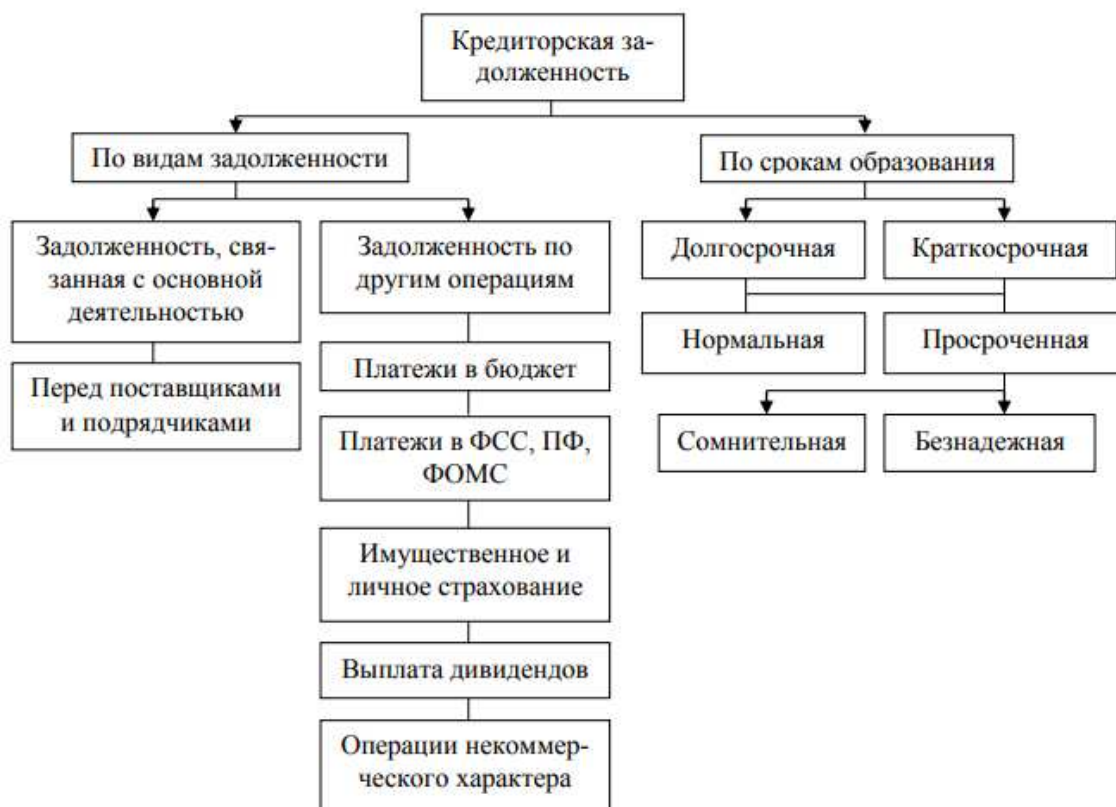 Кредиторская за-
долженность
По видам задолженности
По срокам образования
Задолженность, свя-
занная с основной
деятельностью
Задолженность по
другим операциям
Долгосрочная
Краткосрочная
Нормальная
Просроченная
Платежи в бюджет
Перед поставщиками
и подрядчиками
Сомнительная
Безнадежная
Платежи в ФСС, ПФ,
ФОМС
Имущественное и
личное страхование
Выплата дивидендов
Операции некоммер-
ческого характера